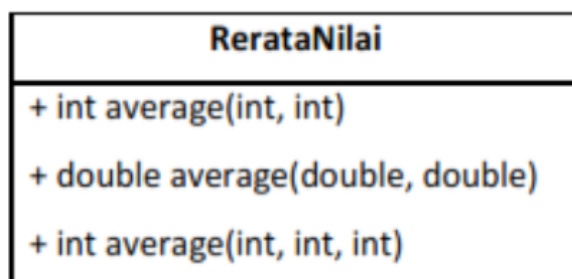 RerataNilai
+ int average(int, int)
+ double average(double, double)
+ int average(int, int, int)